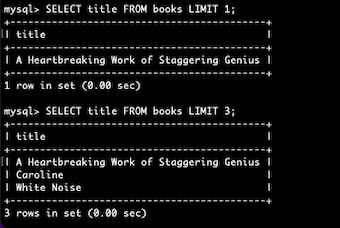 mysql> SELECT title FROM books LIMIT 1;
+-------------------------------------------+
| title                                     |
+-------------------------------------------+
| A Heartbreaking Work of Staggering Genius |
+-------------------------------------------+
1 row in set (0.00 sec)
mysql> SELECT title FROM books LIMIT 3;
+-------------------------------------------+
| title                                     |
+-------------------------------------------+
| A Heartbreaking Work of Staggering Genius |
| Caroline                                  |
| White Noise                               |
+-------------------------------------------+
3 rows in set (0.00 sec)